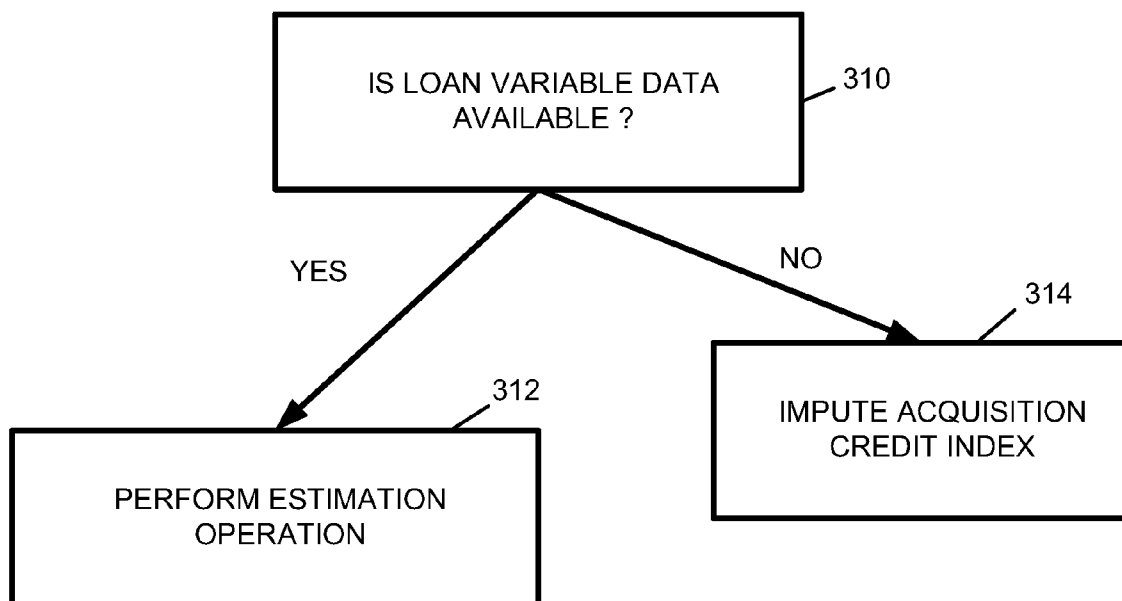 IS LOAN VARIABLE DATA
AVAILABLE ?
310
YES
NO
314
312
IMPUTE ACQUISITION
CREDIT INDEX
PERFORM ESTIMATION
OPERATION